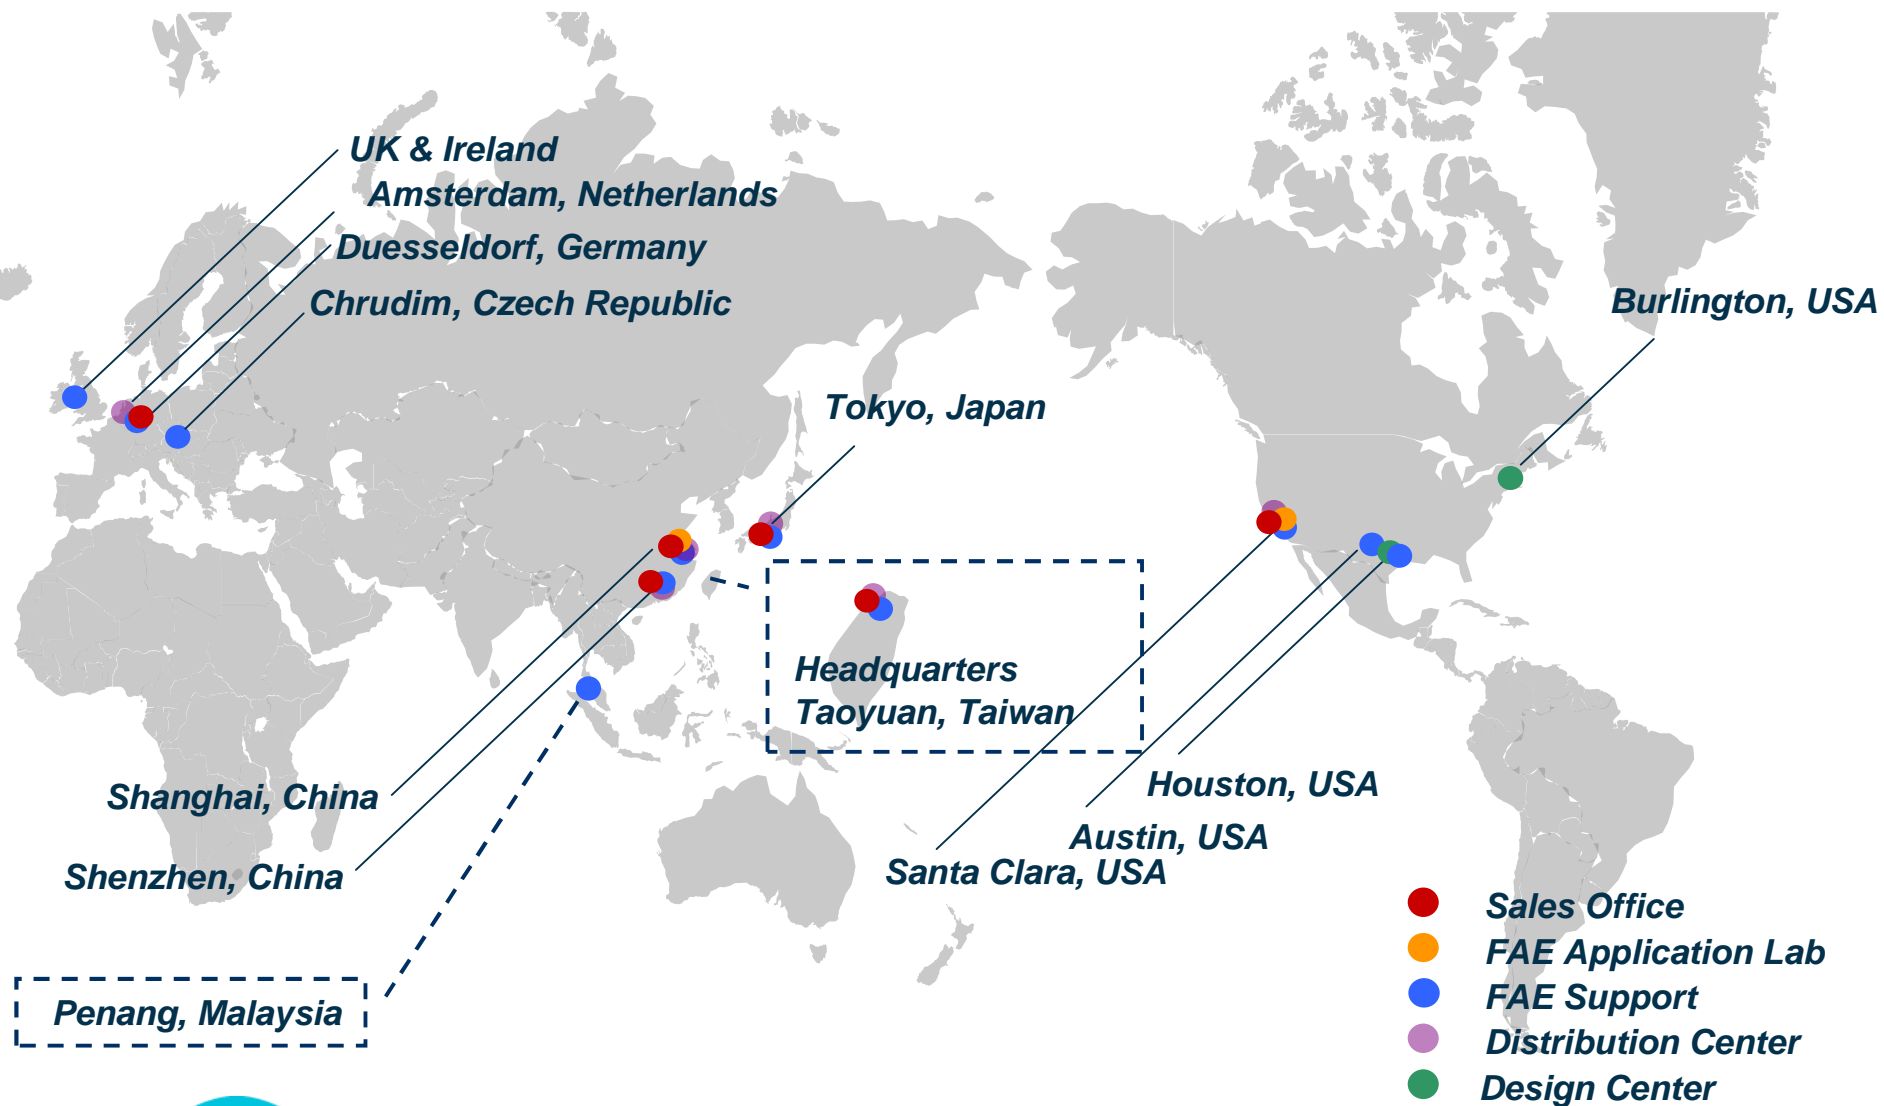 UK & Ireland
Amsterdam, Netherlands
Duesseldorf, Germany
Chrudim, Czech Republic
Burlington, USA
Tokyo, Japan
Headquarters
Taoyuan, Taiwan
Shanghai, China
Houston, USA
Austin, USA
Santa Clara, USA
Shenzhen, China
Penang, Malaysia
Sales Office
FAE Application Lab
FAE Support
Distribution Center
Design Center